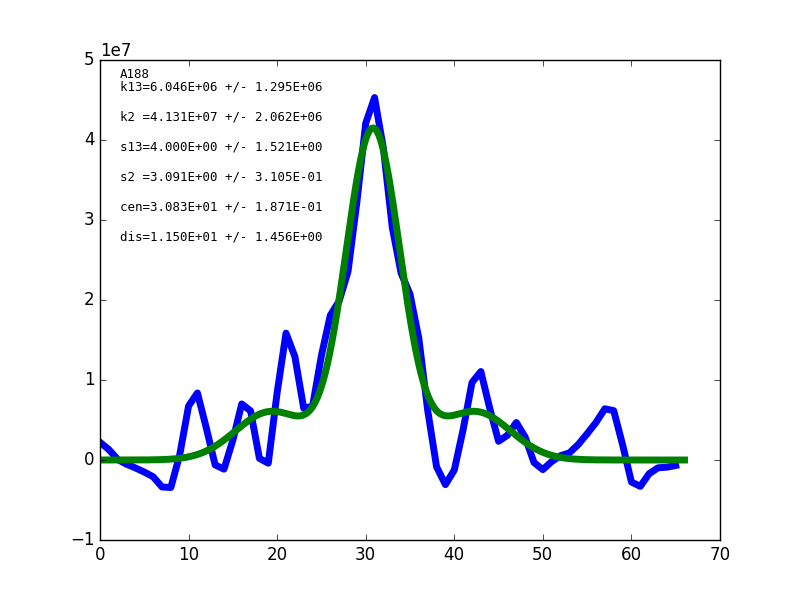 1e7
A188
k13=6.046E+06 +/- 1.295E+06
k2 =4.131E+07 +/- 2.062E+06
s13=4.000E+00 +/- 1.521E+00
s2 =3.091E+00 +/- 3.105E-01
cen=3.083E+01 +/- 1.871E-01
dis=1.150E+01 +/- 1.456E+00
5
4
3
2
1
0
−1
0 10 20 30 40 50 60 70